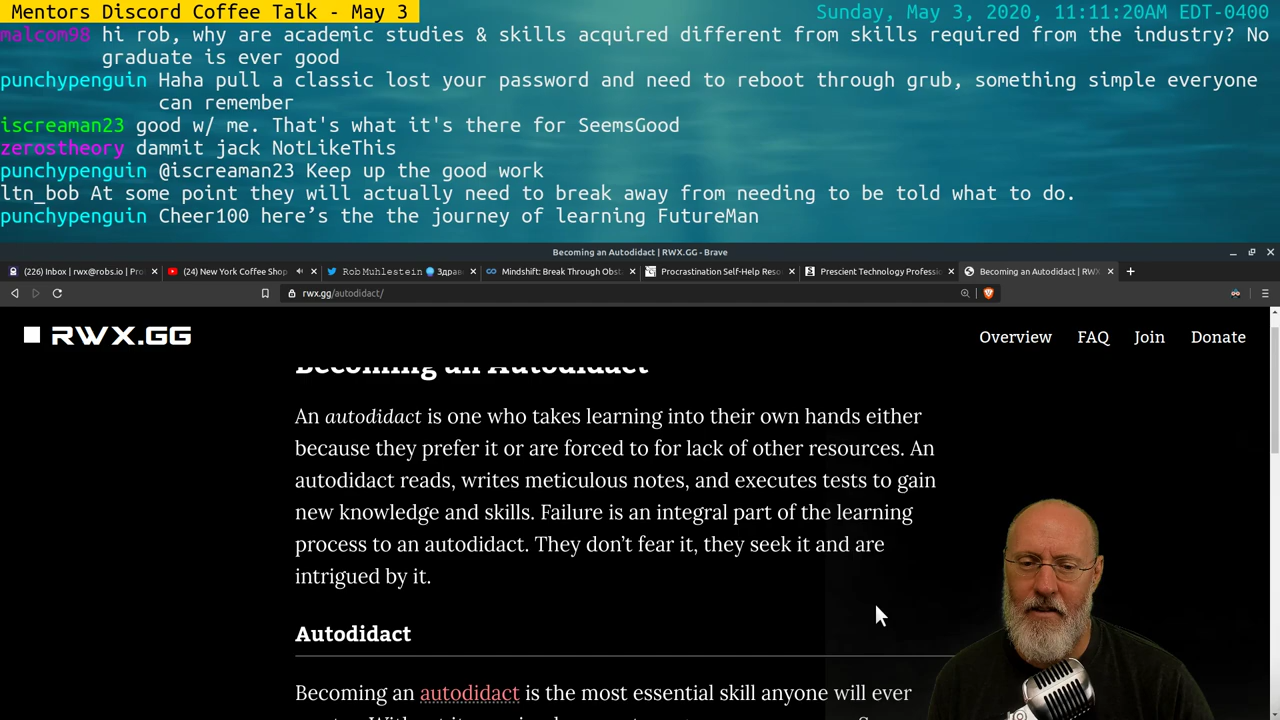 Mentors Discord Coffee Talk - May 3
Sunday, May 3, 2020, 11:11:20AM EDT-0400
malcom98 hi rob, why are academic studies & skills acquired different from skills required from the industry? No
graduate is ever good
punchypenguin Haha pull a classic lost your password and need to reboot through grub, something simple everyone
can remember
iscreaman23 good w/ me. That's what it's there for SeemsGood
zerostheory dammit jack NotLikeThis
punchypenguin @iscreaman23 Keep up the good work
ltn_bob At some point they will actually need to break away from needing to be told what to do.
punchypenguin Cheer100 here’s the the journey of learning FutureMan
Becoming an Autodidact | RWX.GG - Brave
(226) Inbox | rwx@robs.io | Pro
(24) New York Coffee Shop
Rob Muhlestein
Здрав
Mindshift: Break Through Obst
Procrastination Self-Help Reso
Prescient Technology Professio
Becoming an Autodidact | RWX
rwx.gg/autodidact/
RWX.GG
Overview FAQ Join Donate
Becoming an Autodidact
An autodidact is one who takes learning into their own hands either
because they prefer it or are forced to for lack of other resources. An
autodidact reads, writes meticulous notes, and executes tests to gain
new knowledge and skills. Failure is an integral part of the learning
process to an autodidact. They don’t fear it, they seek it and are
intrigued by it.
Autodidact
Becoming an autodidact is the most essential skill anyone will ever